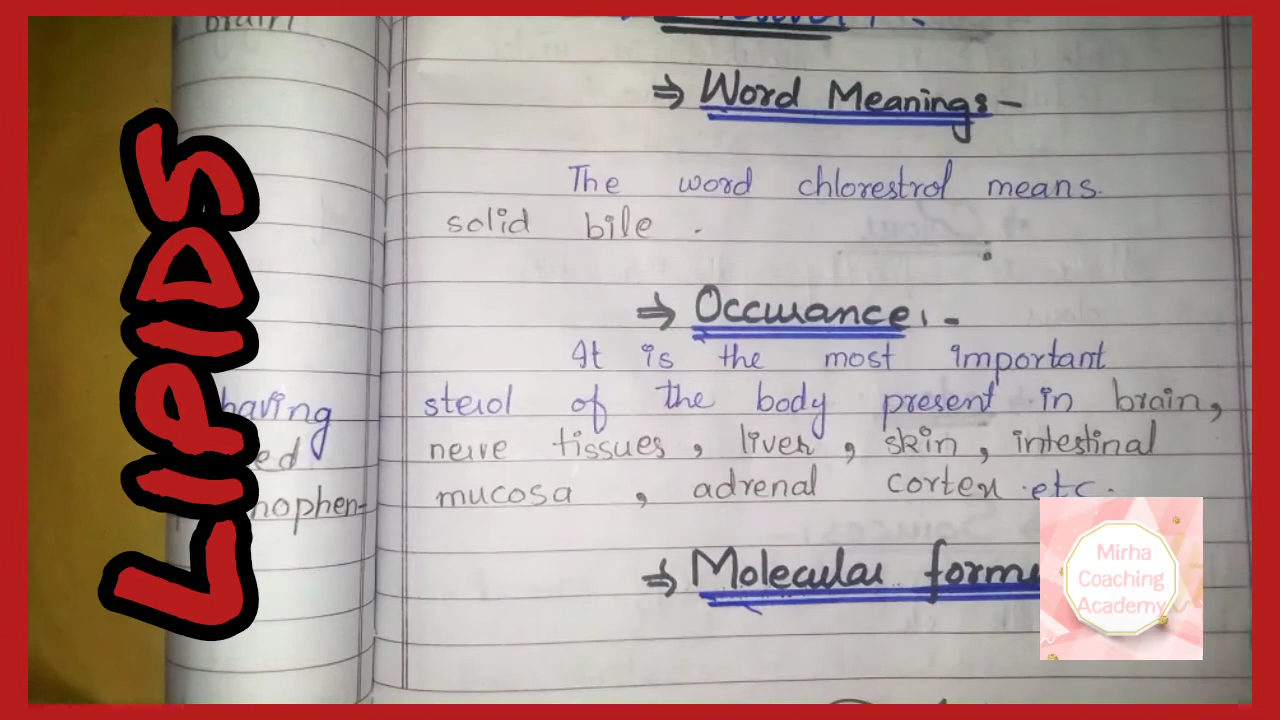 LIPIDS
⇒ Word Meaning:-
The word chlorestrol means.
solid bile .
⇒ Occurance:-
It is the most important
sterol of the body present in brain,
nerve tissues, liver, skin, intestinal
mucosa , adrenal cortex etc.
⇒ Molecular formu
having
ed
nophen-
Mirha
Coaching
Academy